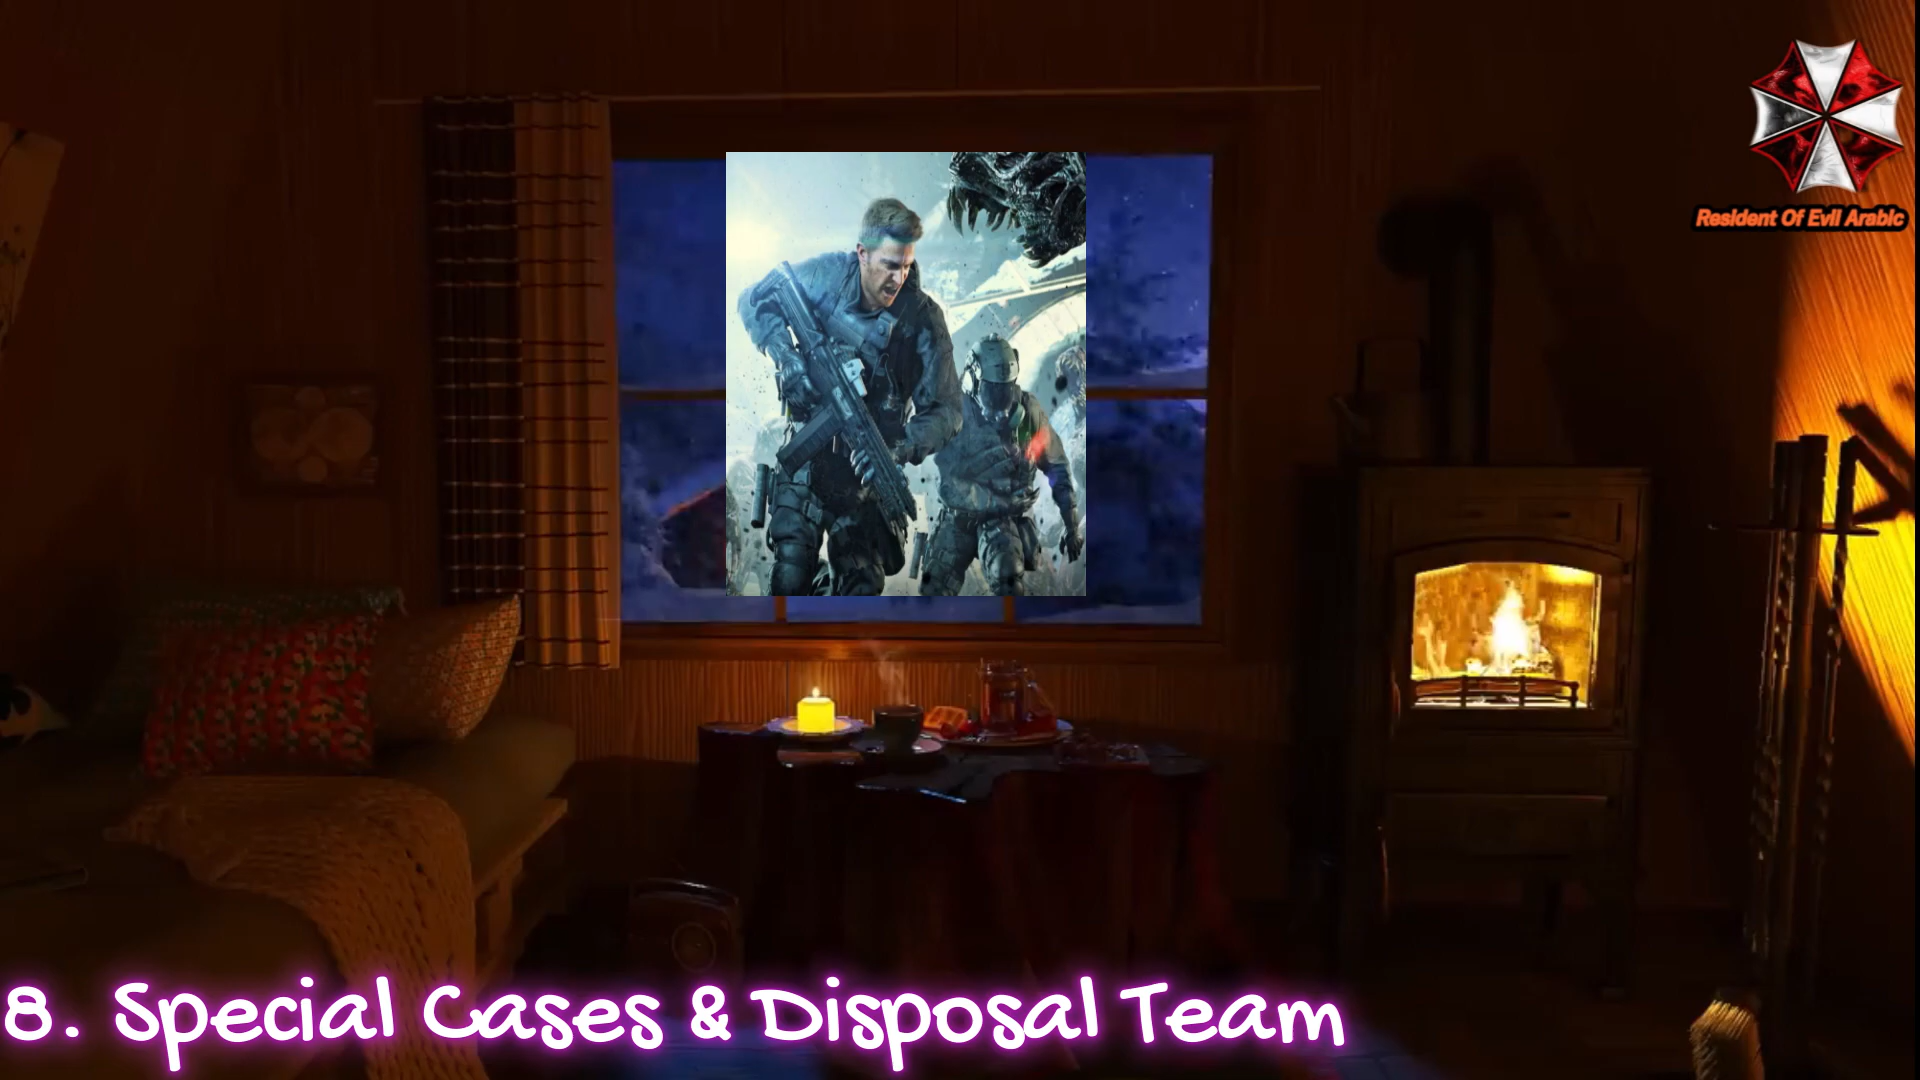 Resident Of Evil Arabic
8. Special Cases & Disposal Team